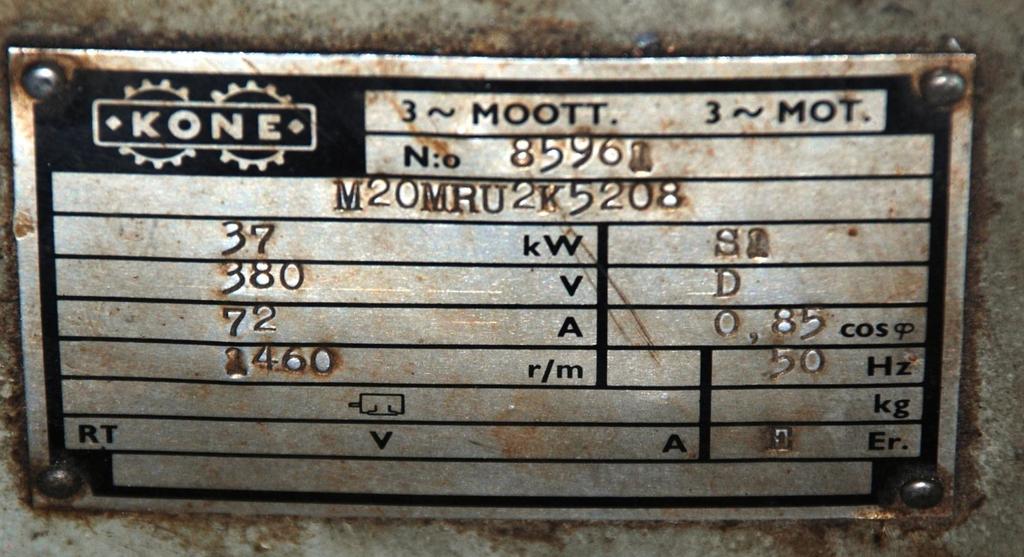 KONE
3~ MOOTT. 3~ MOT.
N:o 85961
M20MRU2K5208
37 kW S1
380 V D
72 A 0,85 cosφ
1460 r/m 50 Hz
kg
RT V A Er.